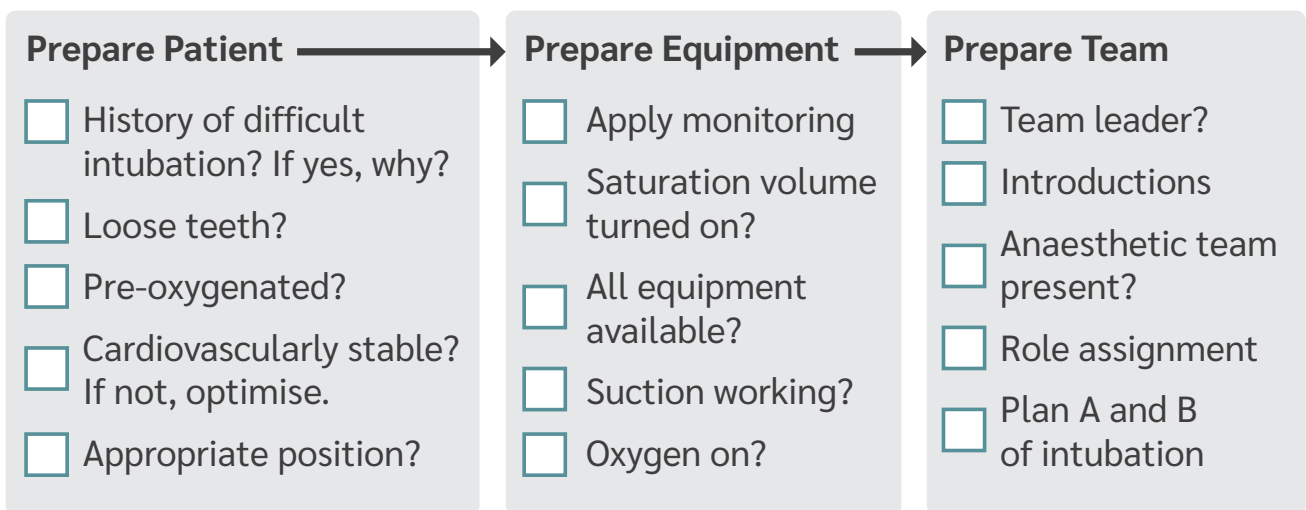 Prepare Patient
History of difficult
intubation? If yes, why?
Loose teeth?
Pre-oxygenated?
Cardiovascularly stable?
If not, optimise.
Appropriate position?
Prepare Equipment
Apply monitoring
Saturation volume
turned on?
All equipment
available?
Suction working?
Oxygen on?
Prepare Team
Team leader?
Introductions
Anaesthetic team
present?
Role assignment
Plan A and B
of intubation